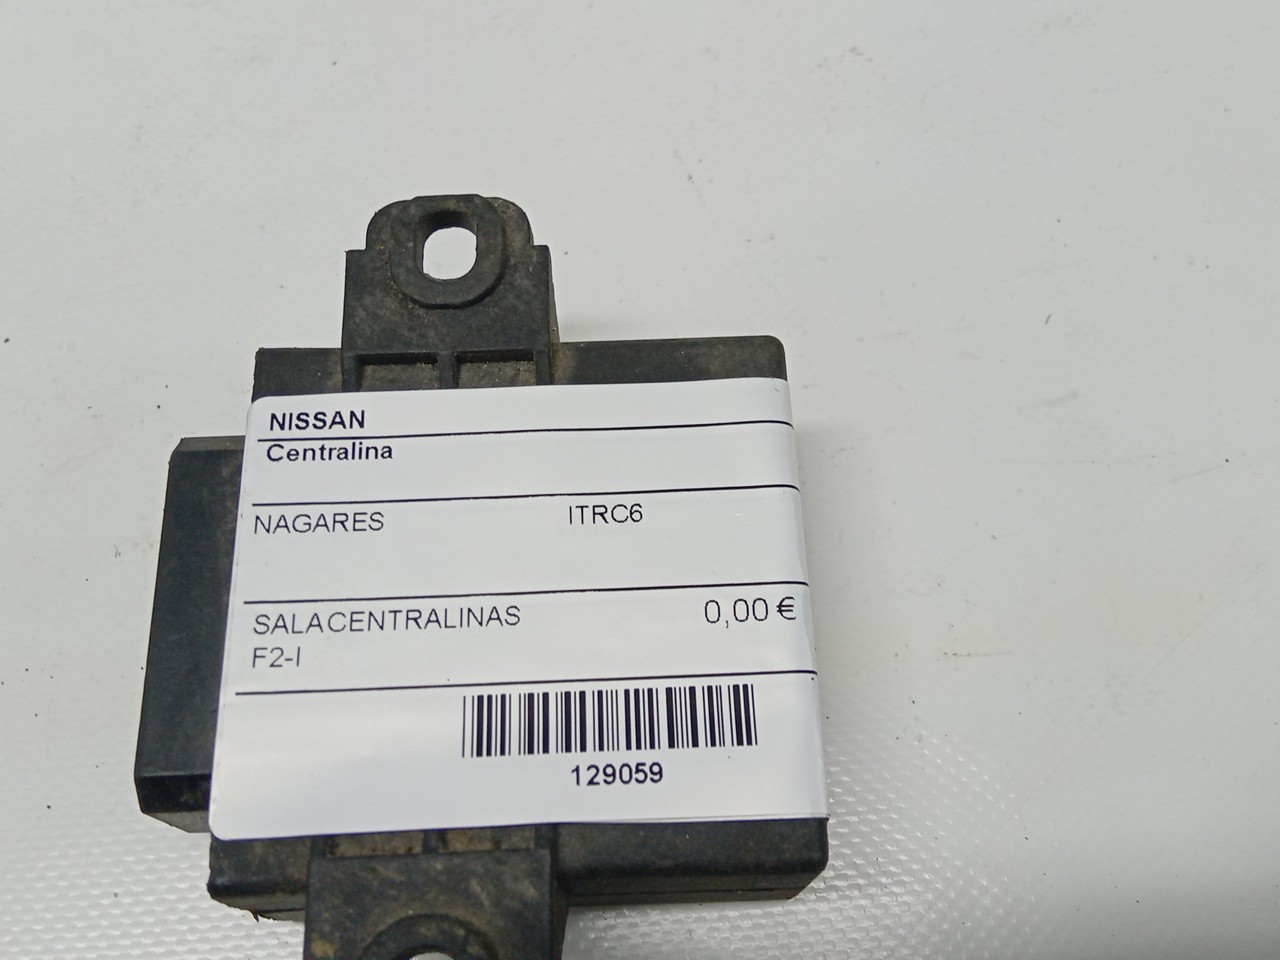 NISSAN
Centralina
NAGARES ITRC6
SALACENTRALINAS 0,00 €
F2-I
129059